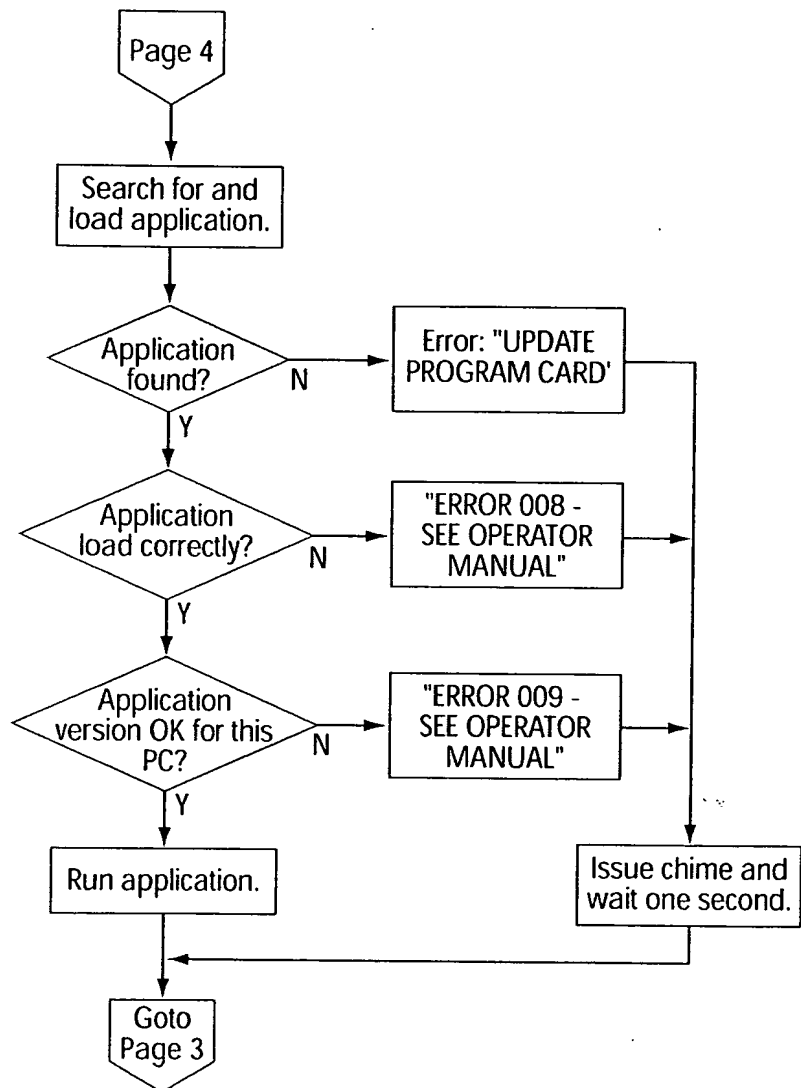 Page 4
Search for and
load application.
Application
found?
N
Error: "UPDATE
PROGRAM CARD'
Y
Application
load correctly?
N
"ERROR 008 -
SEE OPERATOR
MANUAL"
Y
Application
version OK for this
PC?
N
"ERROR 009 -
SEE OPERATOR
MANUAL"
Y
Run application.
Issue chime and
wait one second.
Goto
Page 3